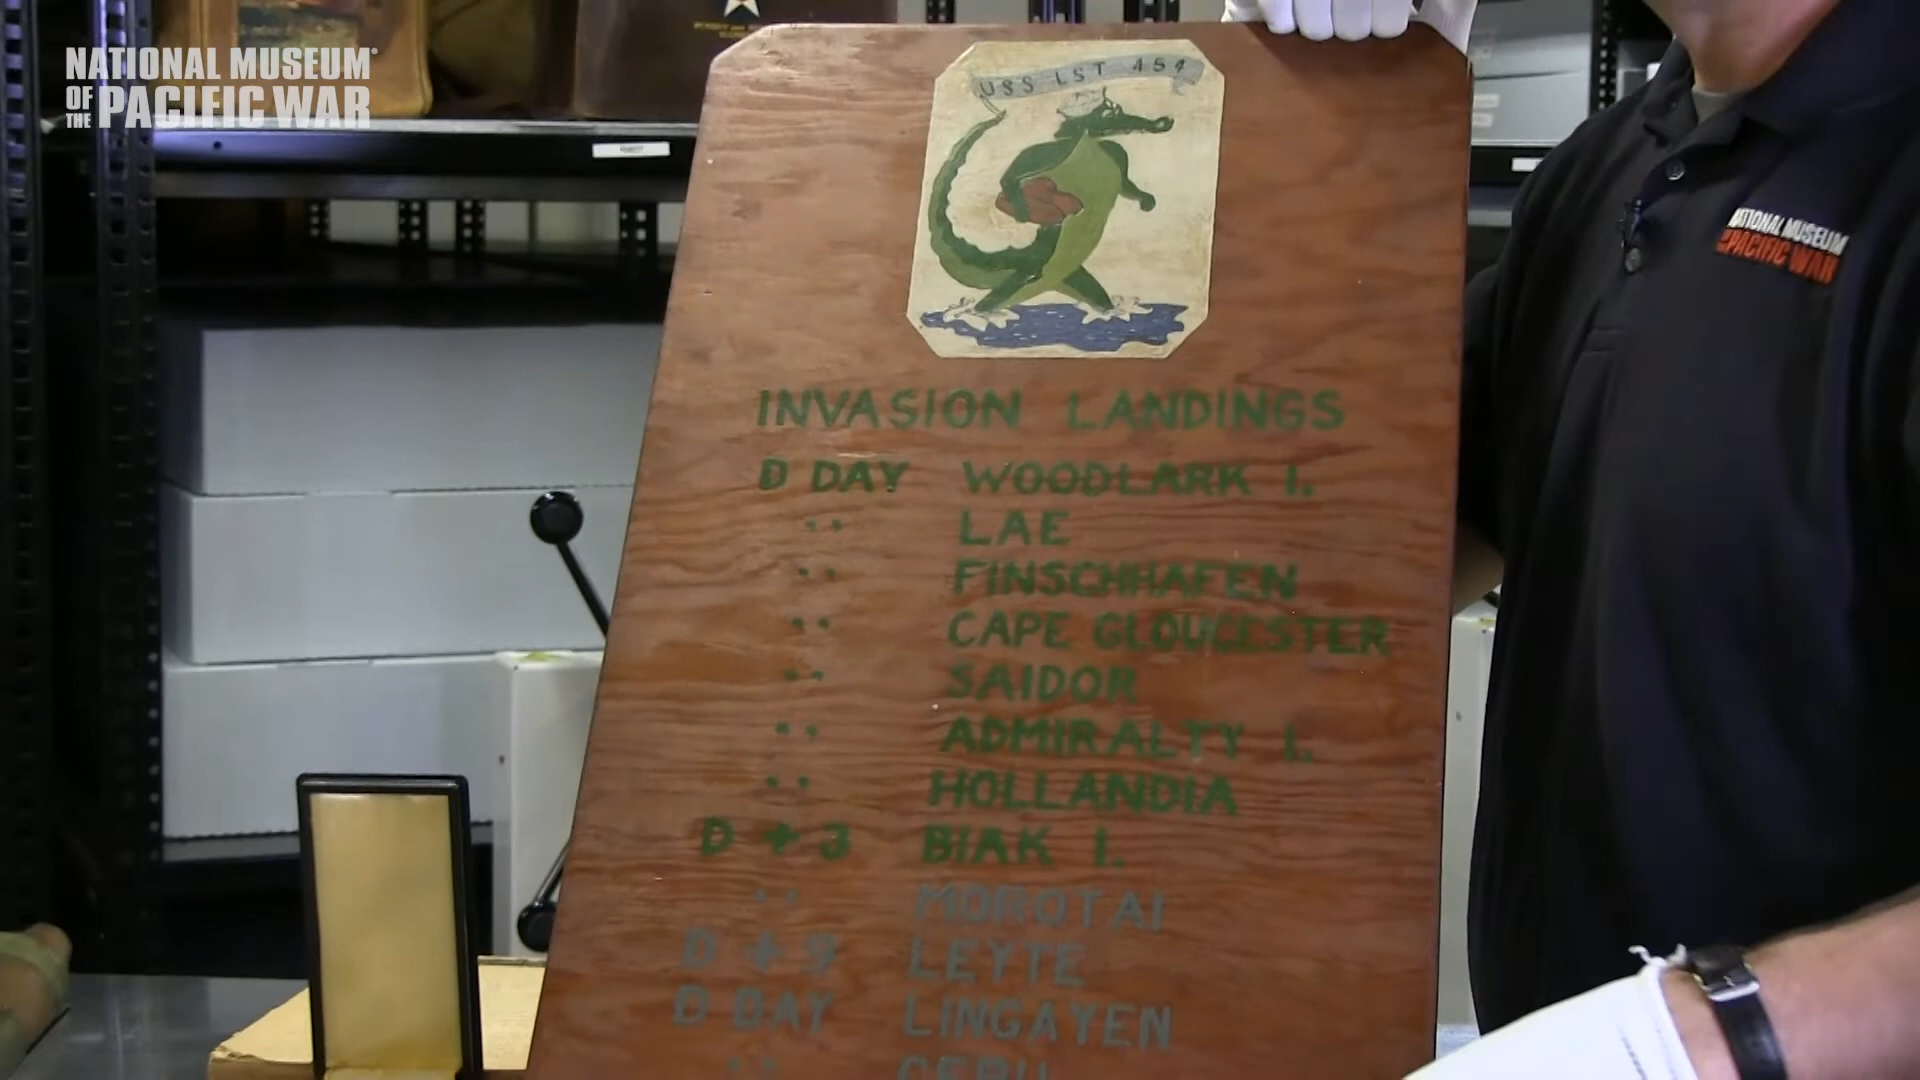 NATIONAL MUSEUM
OF THE PACIFIC WAR
USS LST 454
NATIONAL MUSEUM
PACIFIC WAR
INVASION LANDINGS
D DAY WOODLARK I.
" LAE
" FINSCHHAFEN
" CAPE GLOUCESTER
" SAIDOR
" ADMIRALTY I.
" HOLLANDIA
D + 3 BIAK I.
" MOROTAI
D + 9 LEYTE
D DAY LINGAYEN
" CEBU